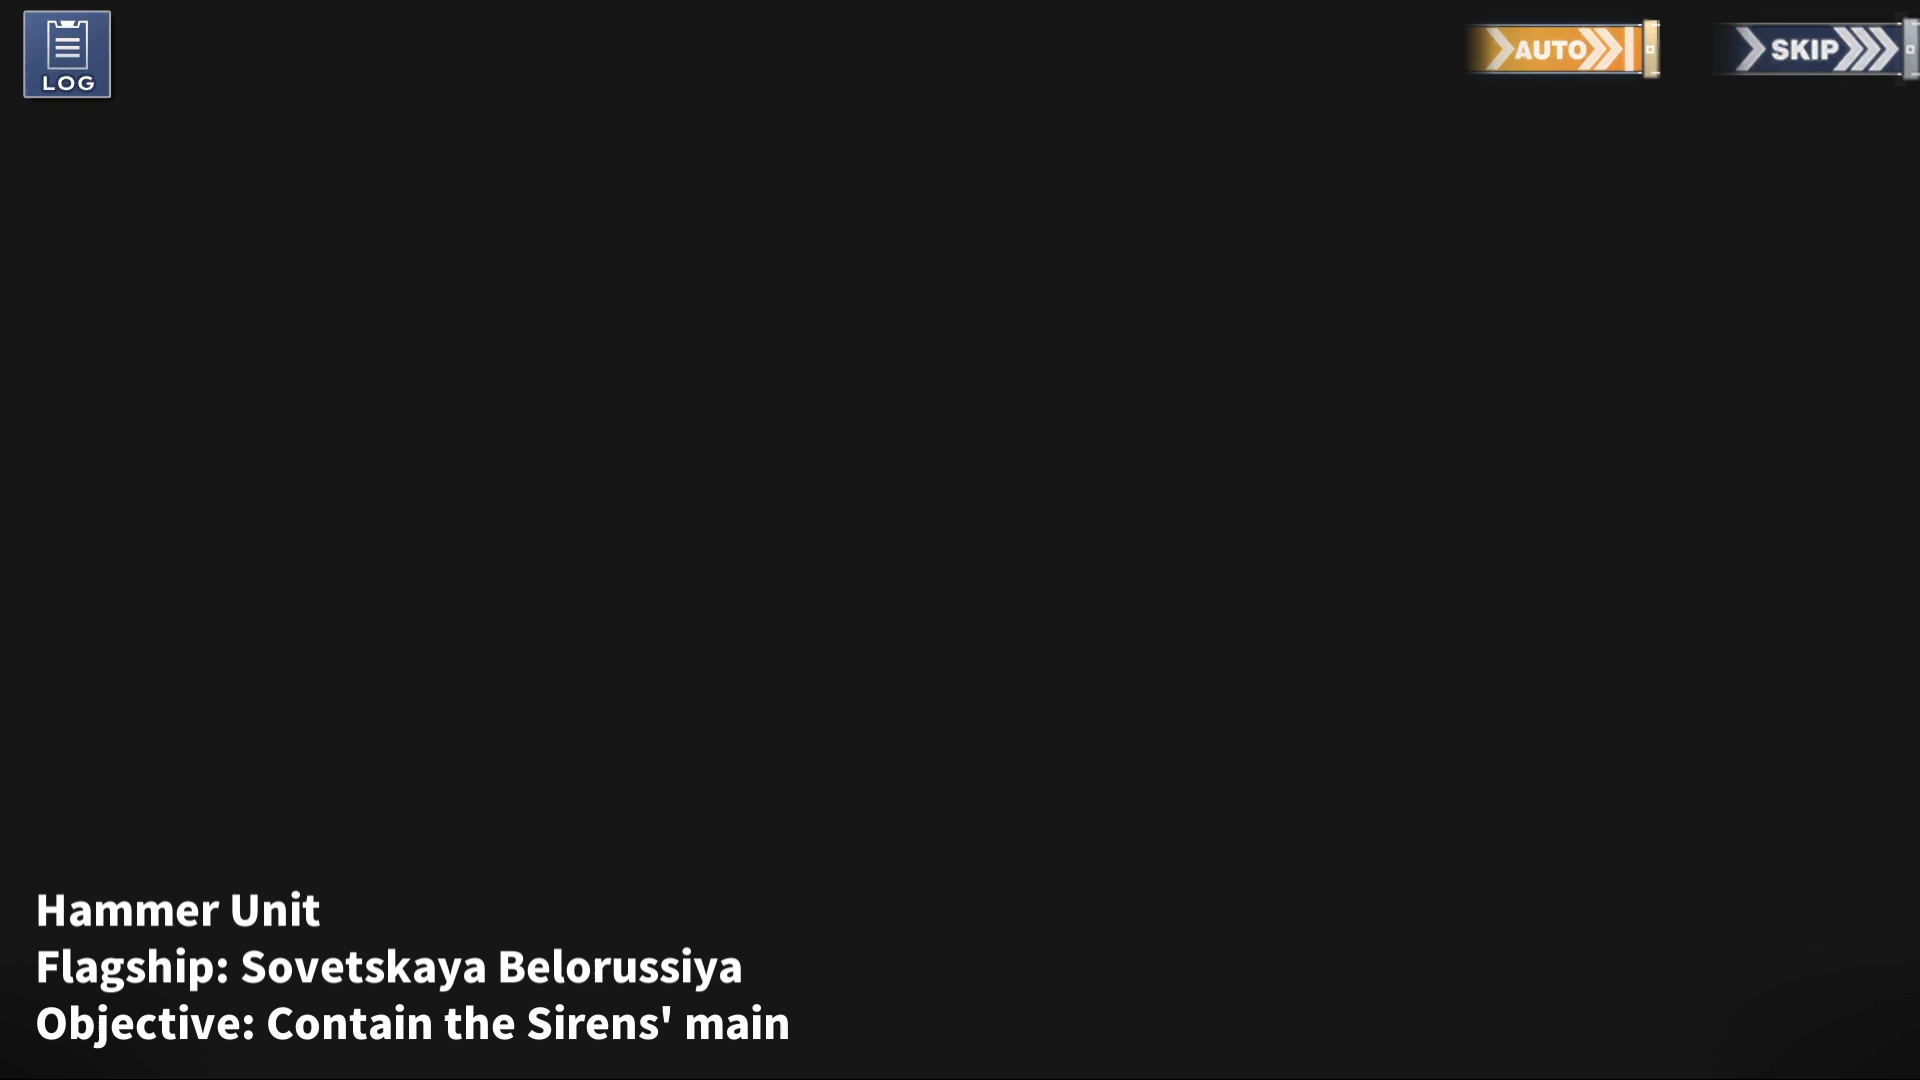 LOG
AUTO
SKIP
Hammer Unit
Flagship: Sovetskaya Belorussiya
Objective: Contain the Sirens' main